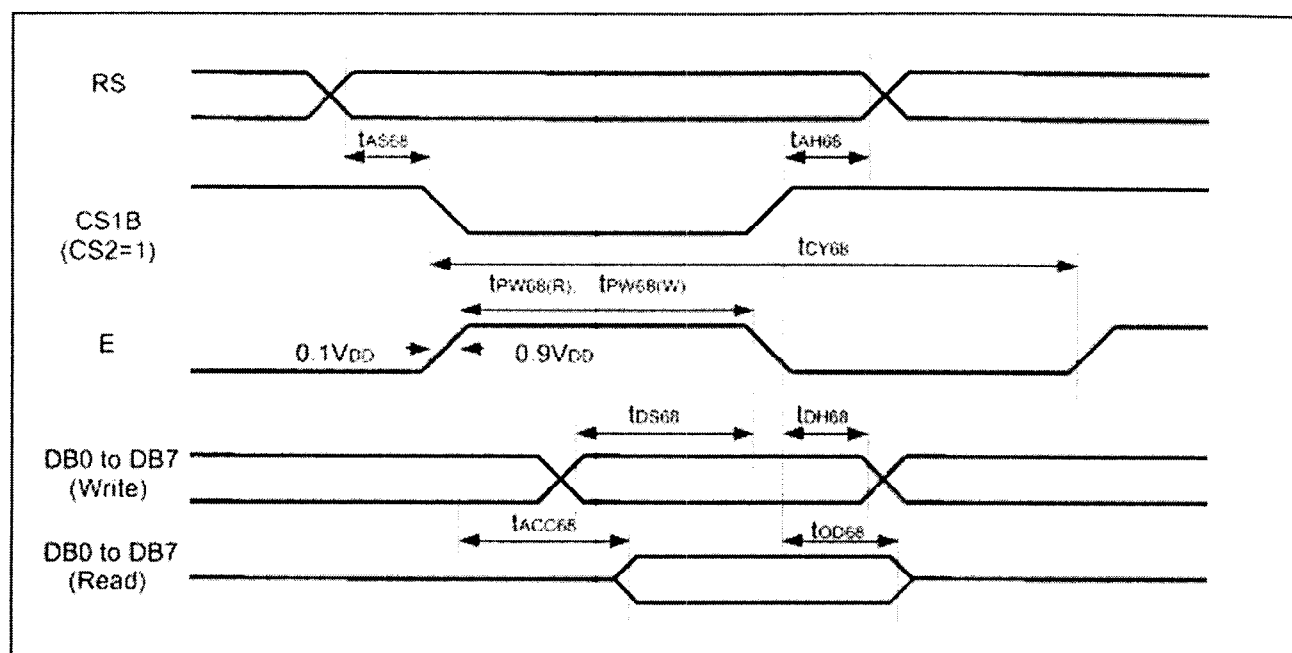 RS
tAS68
tAH68
CS1B
(CS2=1)
tCY68
tPW68(R), tPW68(W)
E
0.1VDD
0.9VDD
tDS68
tDH68
DB0 to DB7
(Write)
tACC68
tOD68
DB0 to DB7
(Read)